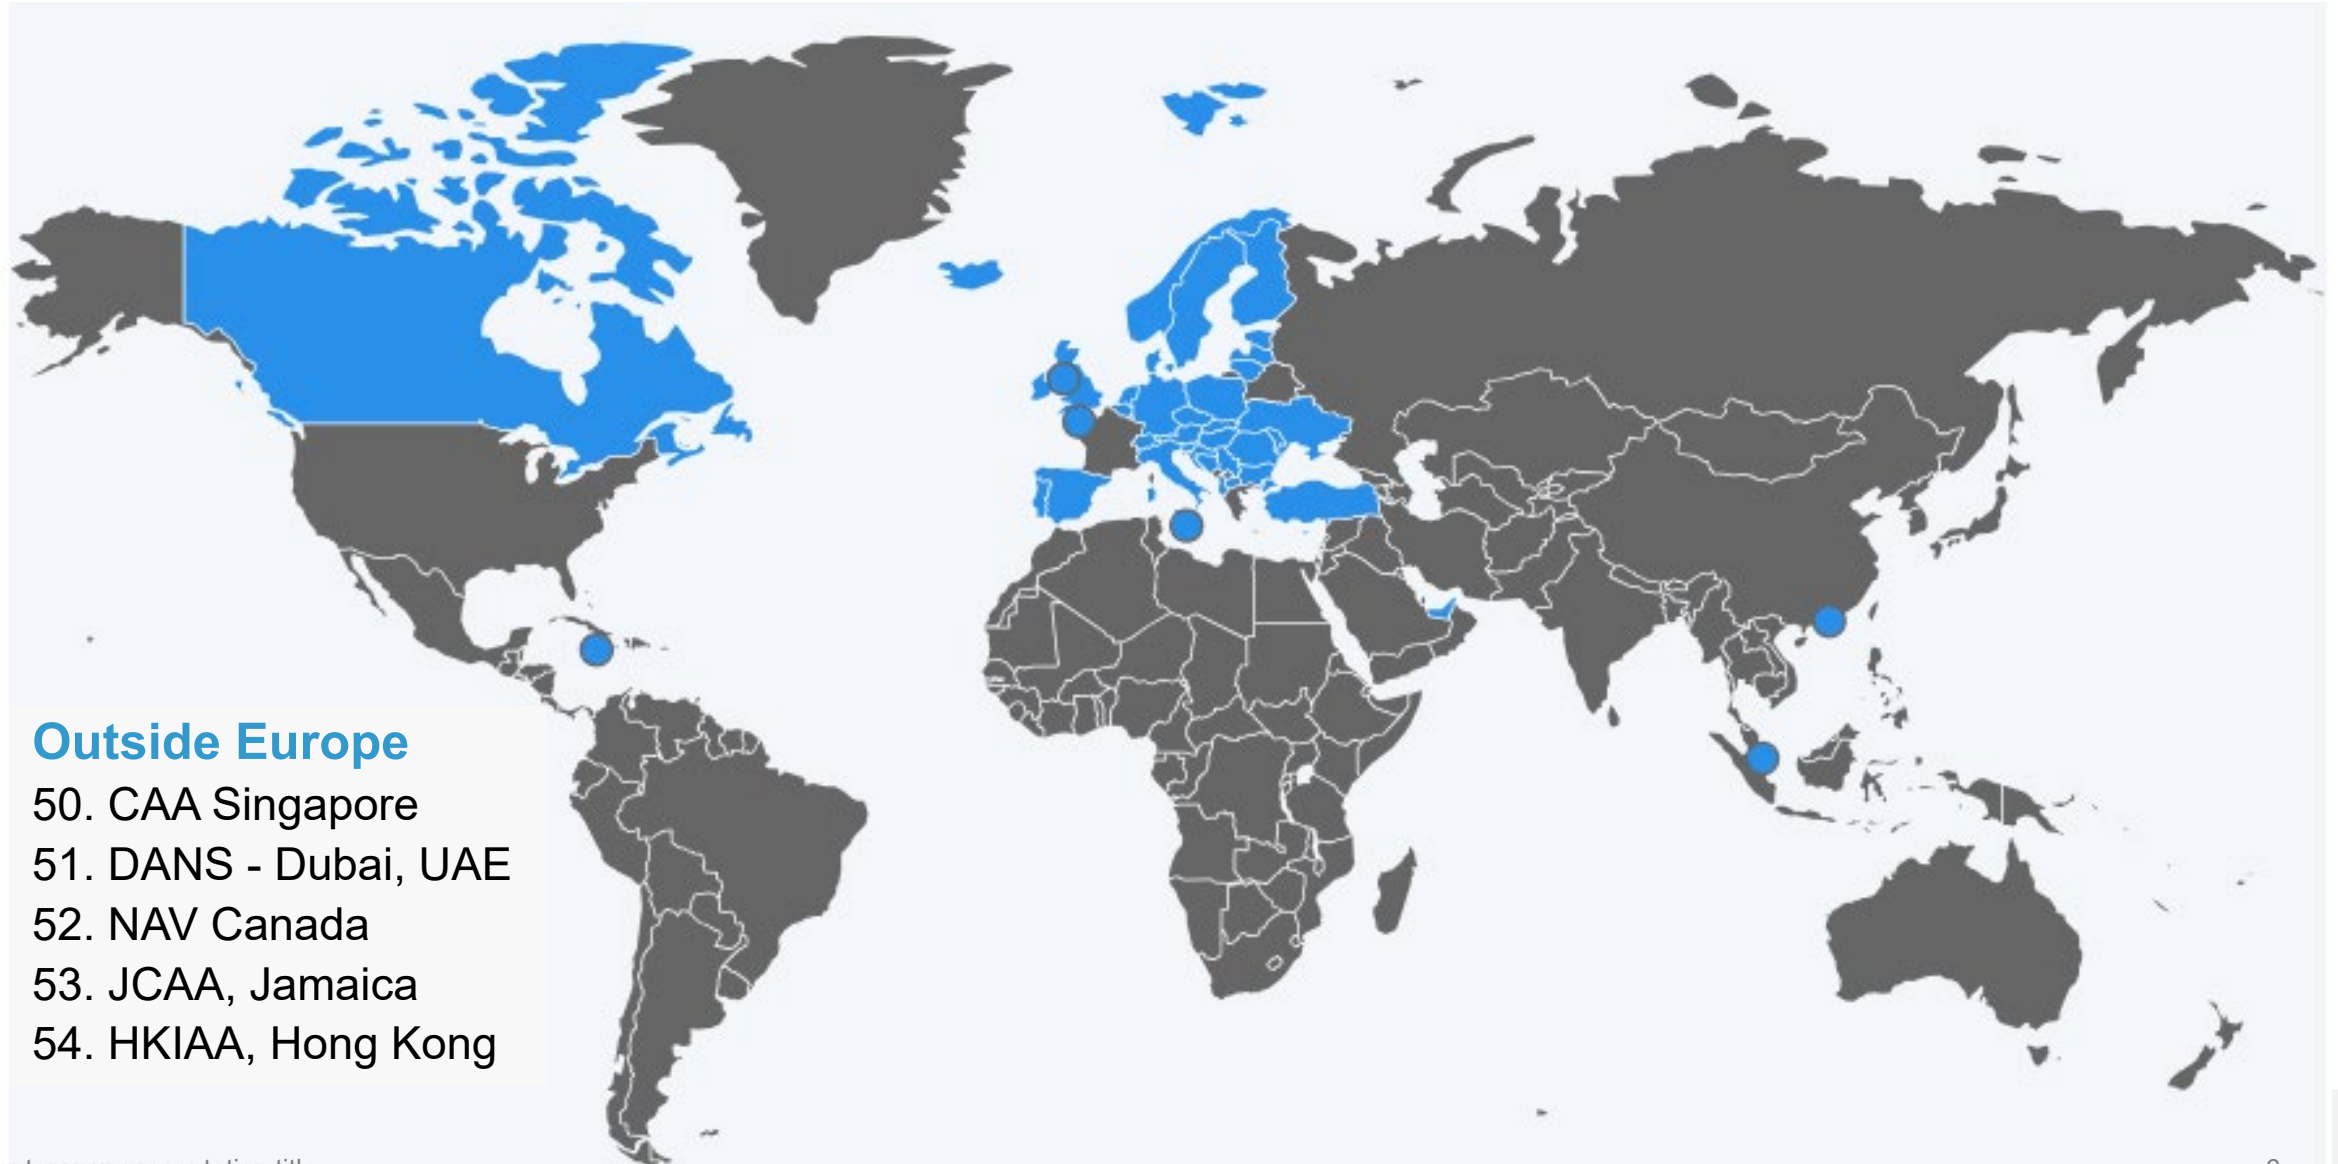 Outside Europe
50. CAA Singapore
51. DANS - Dubai, UAE
52. NAV Canada
53. JCAA, Jamaica
54. HKIAA, Hong Kong